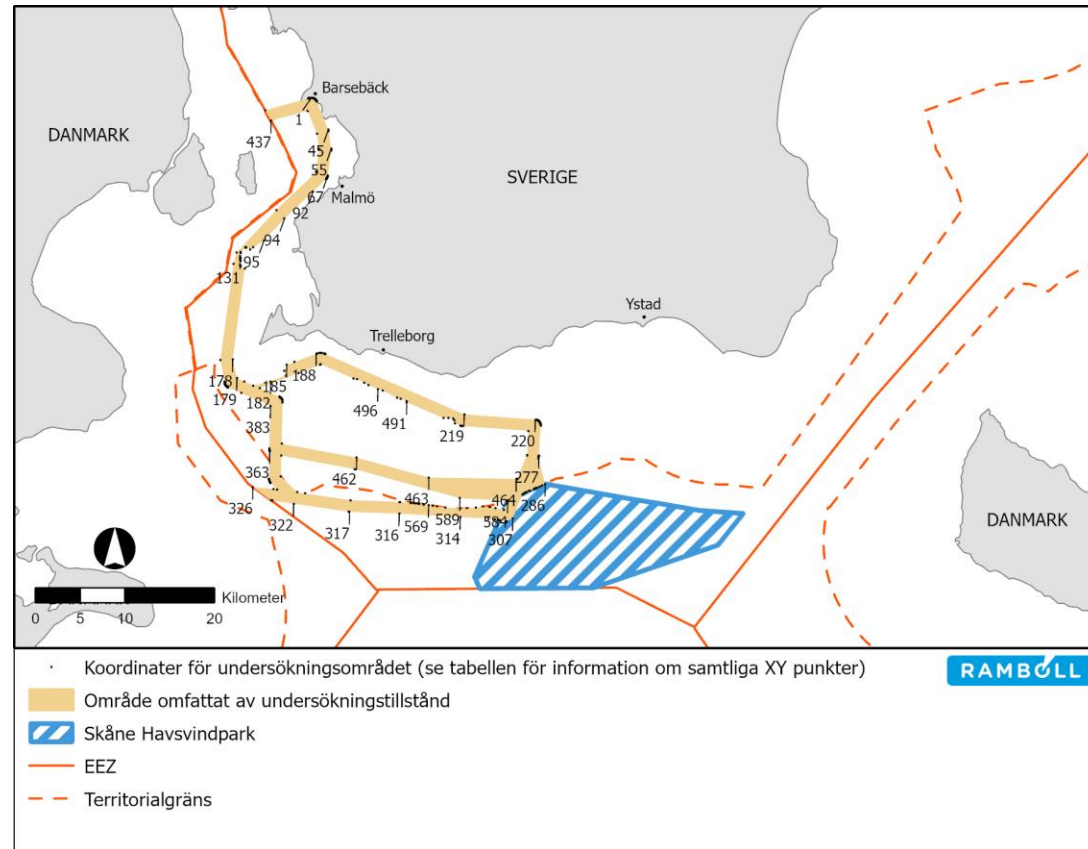 Barsebäck
1
DANMARK
437
45
SVERIGE
55
67
Malmö
92
94
95
131
Ystad
Trelleborg
178
185
188
179
182
496
383
491
219
220
363
462
277
463
464
286
326
322
317
316
569
589
584
314
307
DANMARK
Kilometer
0 5 10 20
Koordinater för undersökningsområdet (se tabellen för information om samtliga XY punkter)
RAMBOLL
Område omfattat av undersökningstillstånd
Skåne Havsvindpark
EEZ
Territorialgräns